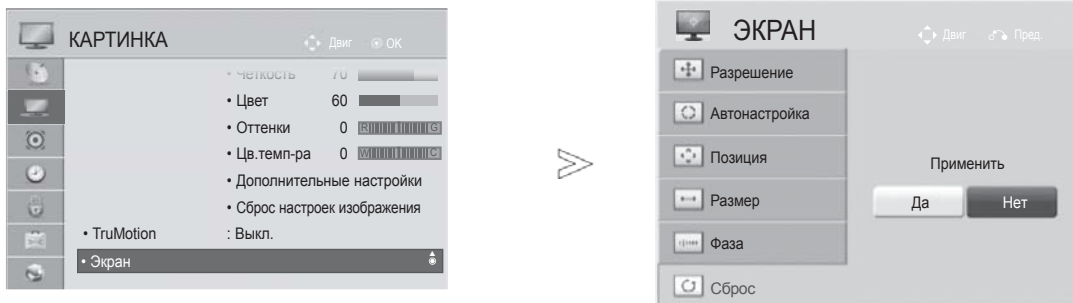 КАРТИНКА
Двиг OK
• Четкость 70
• Цвет 60
• Оттенки 0 R G
• Цв.темп-ра 0 W C
• Дополнительные настройки
• Сброс настроек изображения
• TruMotion : Выкл.
• Экран
ЭКРАН
Двиг Пред.
Разрешение
Автонастройка
Позиция
Размер
Фаза
Сброс
Применить
Да Нет